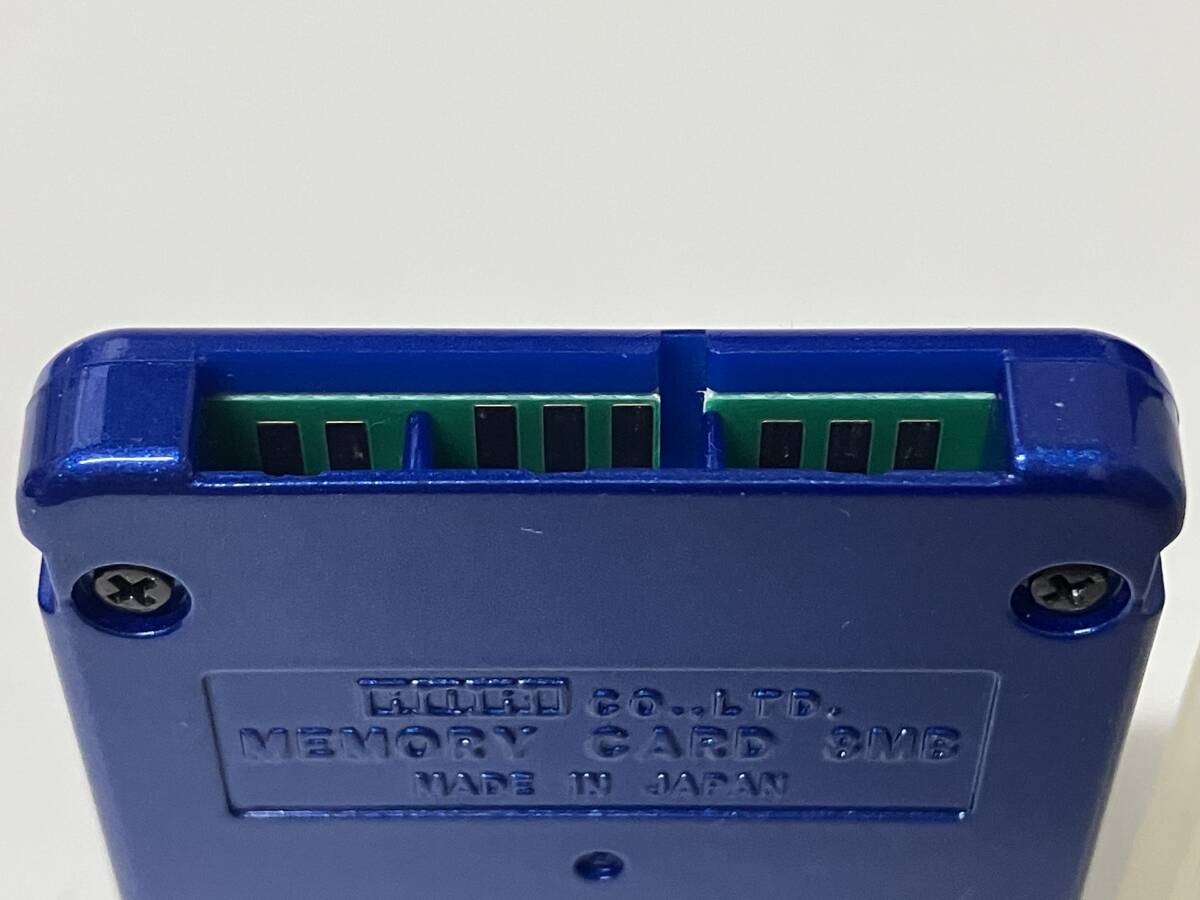 HORI CO.,LTD.
MEMORY CARD 8MB
MADE IN JAPAN